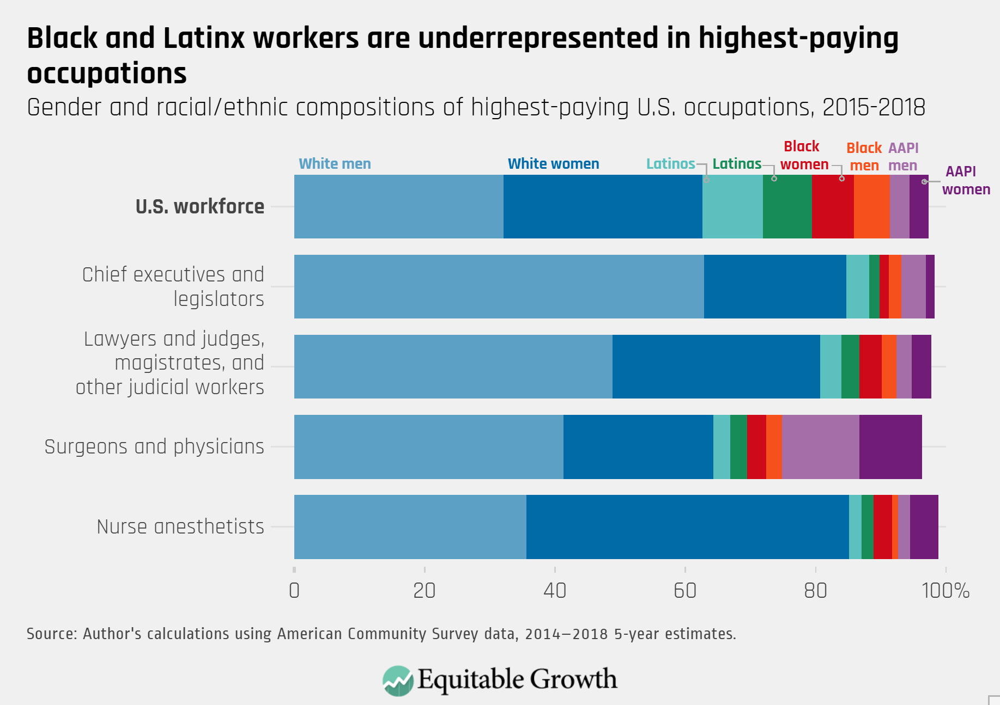 Black and Latinx workers are underrepresented in highest-paying
occupations
Gender and racial/ethnic compositions of highest-paying U.S. occupations, 2015-2018
White men
White women
Latinos
Latinas
Black
women
Black
men
AAPI
men
AAPI
women
U.S. workforce
Chief executives and
legislators
Lawyers and judges,
magistrates, and
other judicial workers
Surgeons and physicians
Nurse anesthetists
0 20 40 60 80 100%
Source: Author's calculations using American Community Survey data, 2014–2018 5-year estimates.
Equitable Growth